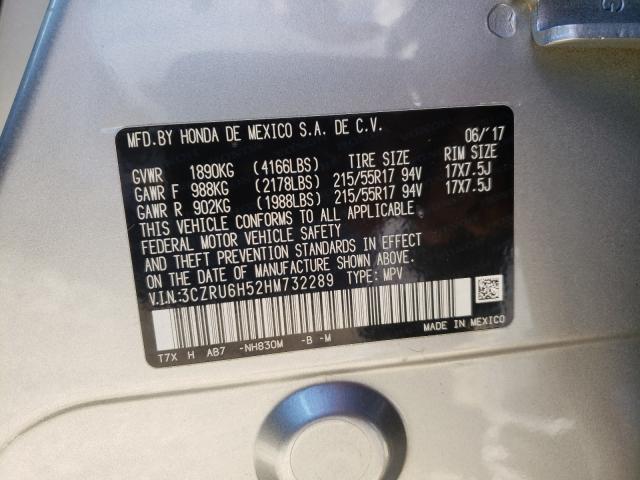 MFD.BY HONDA DE MEXICO S.A. DE C.V. 06/'17
GVWR 1890KG (4166LBS) TIRE SIZE RIM SIZE
GAWR F 988KG (2178LBS) 215/55R17 94V 17X7.5J
GAWR R 902KG (1988LBS) 215/55R17 94V 17X7.5J
THIS VEHICLE CONFORMS TO ALL APPLICABLE
FEDERAL MOTOR VEHICLE SAFETY
AND THEFT PREVENTION STANDARDS IN EFFECT
ON THE DATE OF MANUFACTURE SHOWN ABOVE.
V.I.N.:3CZRU6H52HM732289 TYPE: MPV
MADE IN MEXICO
T7X H AB7 -NH830M -B -M